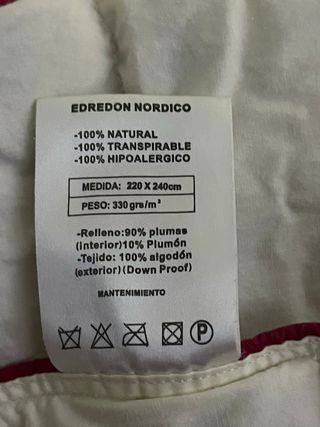 EDREDON NORDICO
-100% NATURAL
-100% TRANSPIRABLE
-100% HIPOALERGICO
MEDIDA: 220 X 240cm
PESO: 330 grs/m²
-Relleno:90% plumas
(interior)10% Plumón
-Tejido: 100% algodón
(exterior)(Down Proof)
MANTENIMIENTO
P